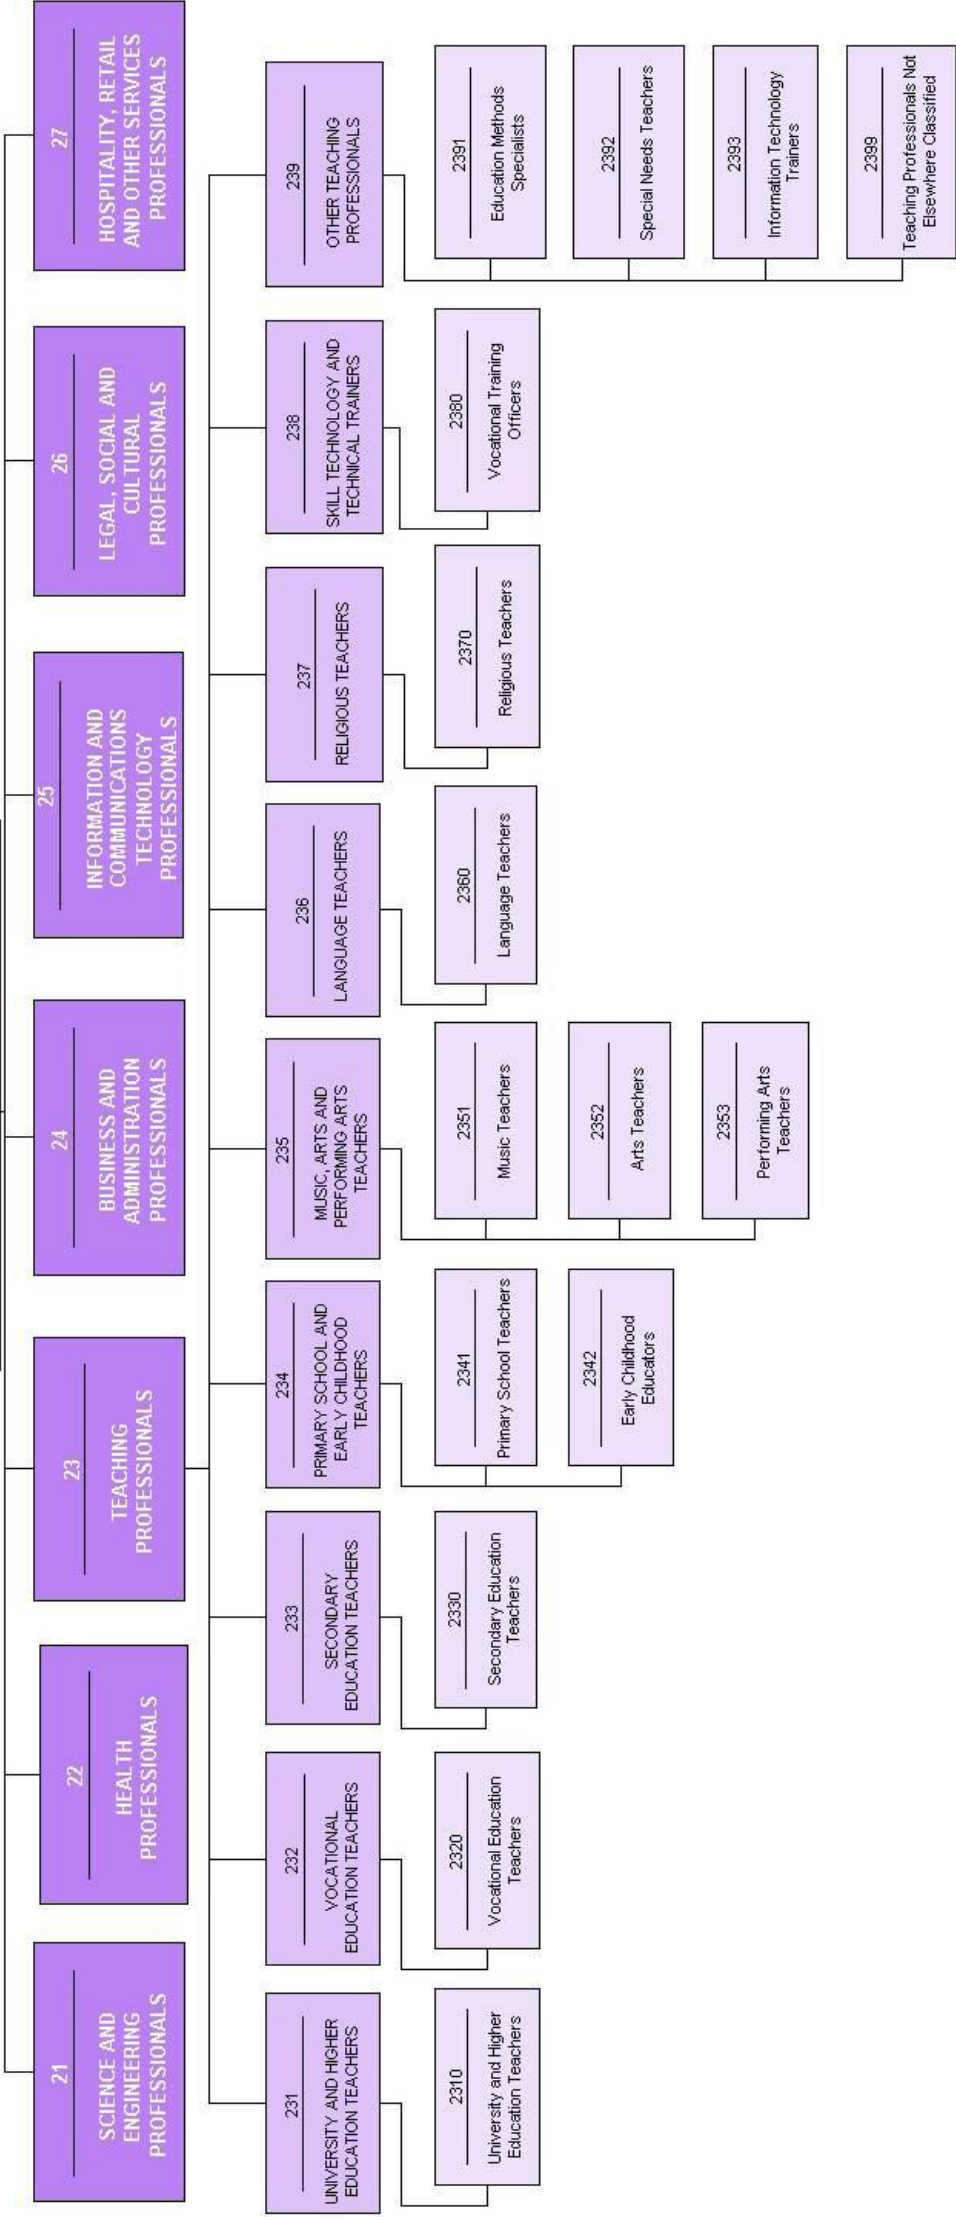 21
SCIENCE AND
ENGINEERING
PROFESSIONALS
22
HEALTH
PROFESSIONALS
23
TEACHING
PROFESSIONALS
24
BUSINESS AND
ADMINISTRATION
PROFESSIONALS
25
INFORMATION AND
COMMUNICATIONS
TECHNOLOGY
PROFESSIONALS
26
LEGAL, SOCIAL AND
CULTURAL
PROFESSIONALS
27
HOSPITALITY, RETAIL
AND OTHER SERVICES
PROFESSIONALS
231
UNIVERSITY AND HIGHER
EDUCATION TEACHERS
232
VOCATIONAL
EDUCATION TEACHERS
233
SECONDARY
EDUCATION TEACHERS
234
PRIMARY SCHOOL AND
EARLY CHILDHOOD
TEACHERS
235
MUSIC, ARTS AND
PERFORMING ARTS
TEACHERS
236
LANGUAGE TEACHERS
237
RELIGIOUS TEACHERS
238
SKILL TECHNOLOGY AND
TECHNICAL TRAINERS
239
OTHER TEACHING
PROFESSIONALS
2310
University and Higher
Education Teachers
2320
Vocational Education
Teachers
2330
Secondary Education
Teachers
2341
Primary School Teachers
2342
Early Childhood
Educators
2351
Music Teachers
2352
Arts Teachers
2353
Performing Arts
Teachers
2360
Language Teachers
2370
Religious Teachers
2380
Vocational Training
Officers
2391
Education Methods
Specialists
2392
Special Needs Teachers
2393
Information Technology
Trainers
2399
Teaching Professionals Not
Elsewhere Classified